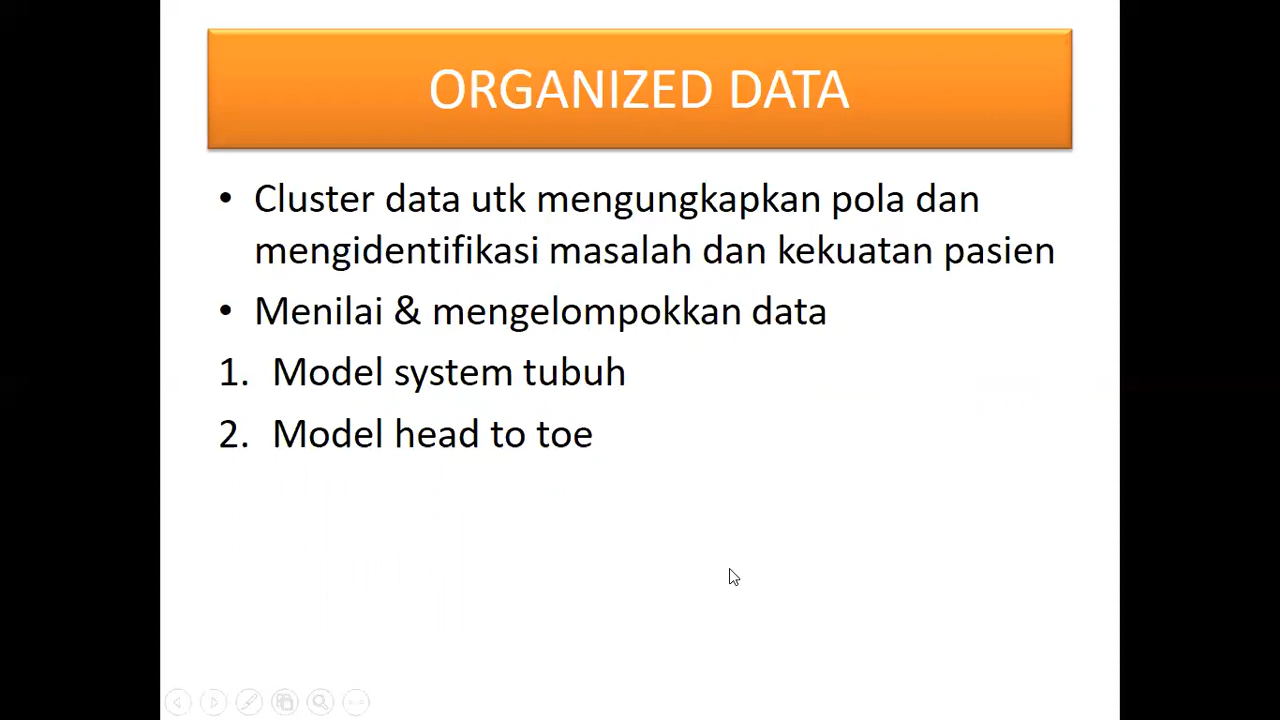 ORGANIZED DATA
• Cluster data utk mengungkapkan pola dan
mengidentifikasi masalah dan kekuatan pasien
• Menilai & mengelompokkan data
1. Model system tubuh
2. Model head to toe